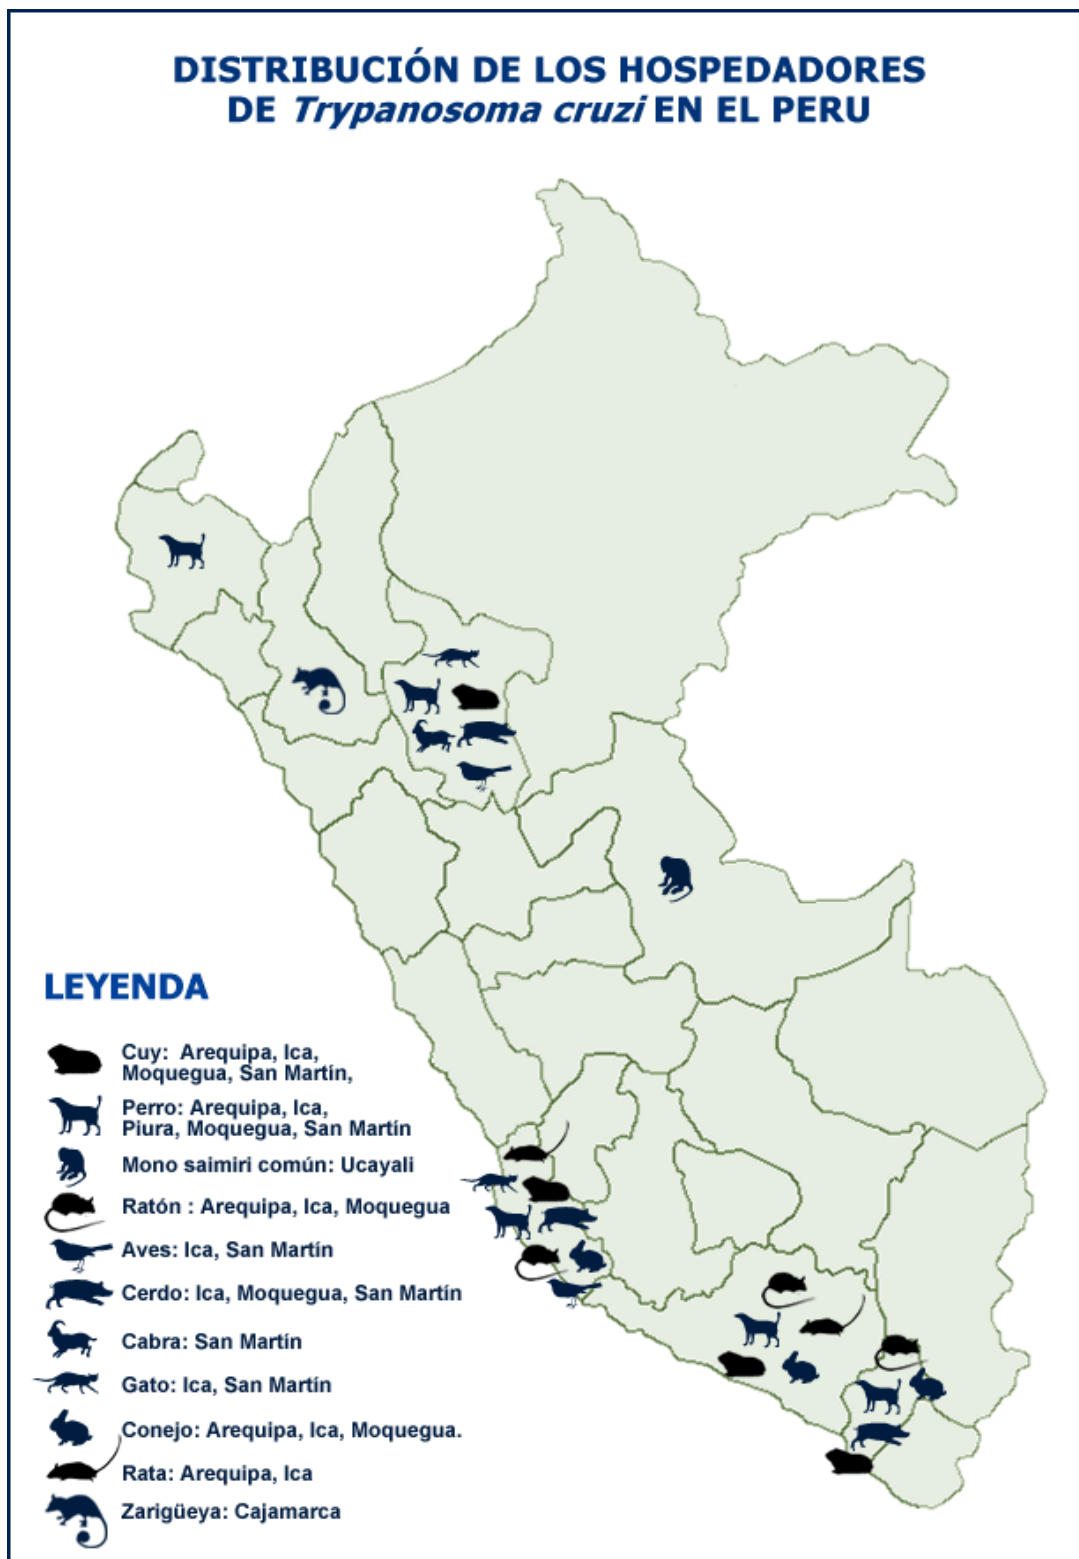 DISTRIBUCIÓN DE LOS HOSPEDADORES
DE Trypanosoma cruzi EN EL PERU
LEYENDA
Cuy: Arequipa, Ica,
Moquegua, San Martín,
Perro: Arequipa, Ica,
Piura, Moquegua, San Martín
Mono saimiri común: Ucayali
Ratón : Arequipa, Ica, Moquegua
Aves: Ica, San Martín
Cerdo: Ica, Moquegua, San Martín
Cabra: San Martín
Gato: Ica, San Martín
Conejo: Arequipa, Ica, Moquegua.
Rata: Arequipa, Ica
Zarigüeya: Cajamarca